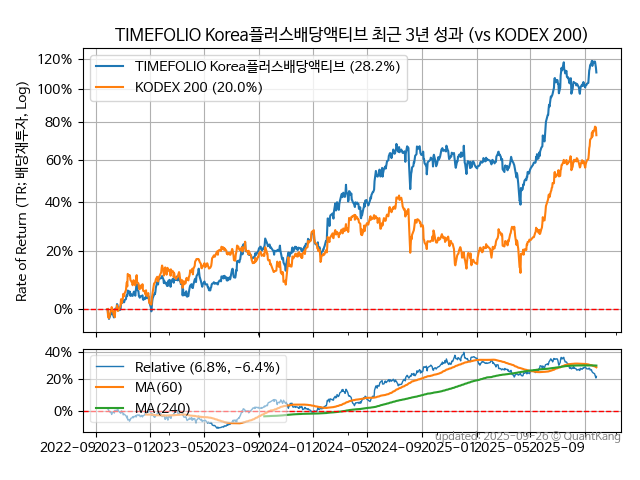 TIMEFOLIO Korea플러스배당액티브 최근 3년 성과 (vs KODEX 200)
Rate of Return (TR: 배당재투자, Log)
120%
100%
80%
60%
40%
20%
0%
TIMEFOLIO Korea플러스배당액티브 (28.2%)
KODEX 200 (20.0%)
40%
20%
0%
Relative (6.8%, −6.4%)
MA(60)
MA(240)
updated: 2025-09-26 © QuantKang
2022-09 2023-01 2023-05 2023-09 2024-01 2024-05 2024-09 2025-01 2025-05 2025-09